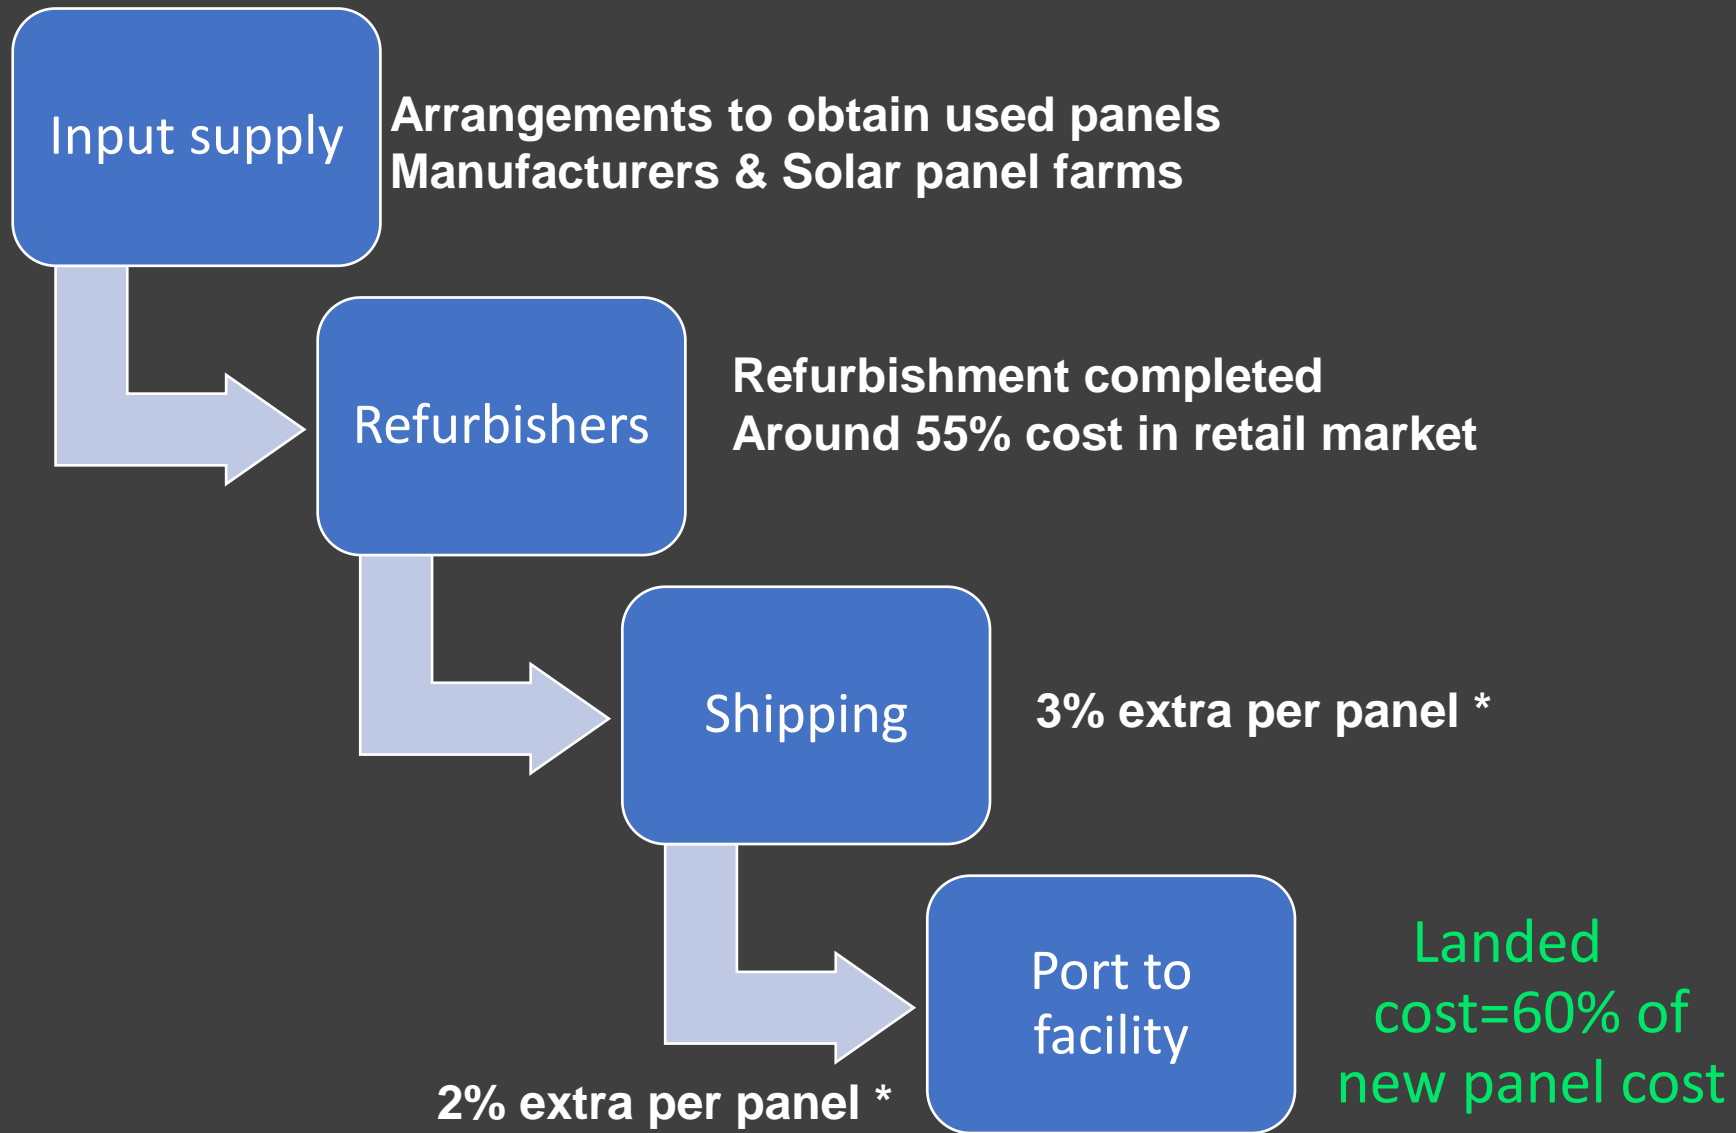 Input supply
Arrangements to obtain used panels
Manufacturers & Solar panel farms
Refurbishers
Refurbishment completed
Around 55% cost in retail market
Shipping
3% extra per panel *
Port to
facility
2% extra per panel *
Landed
cost=60% of
new panel cost